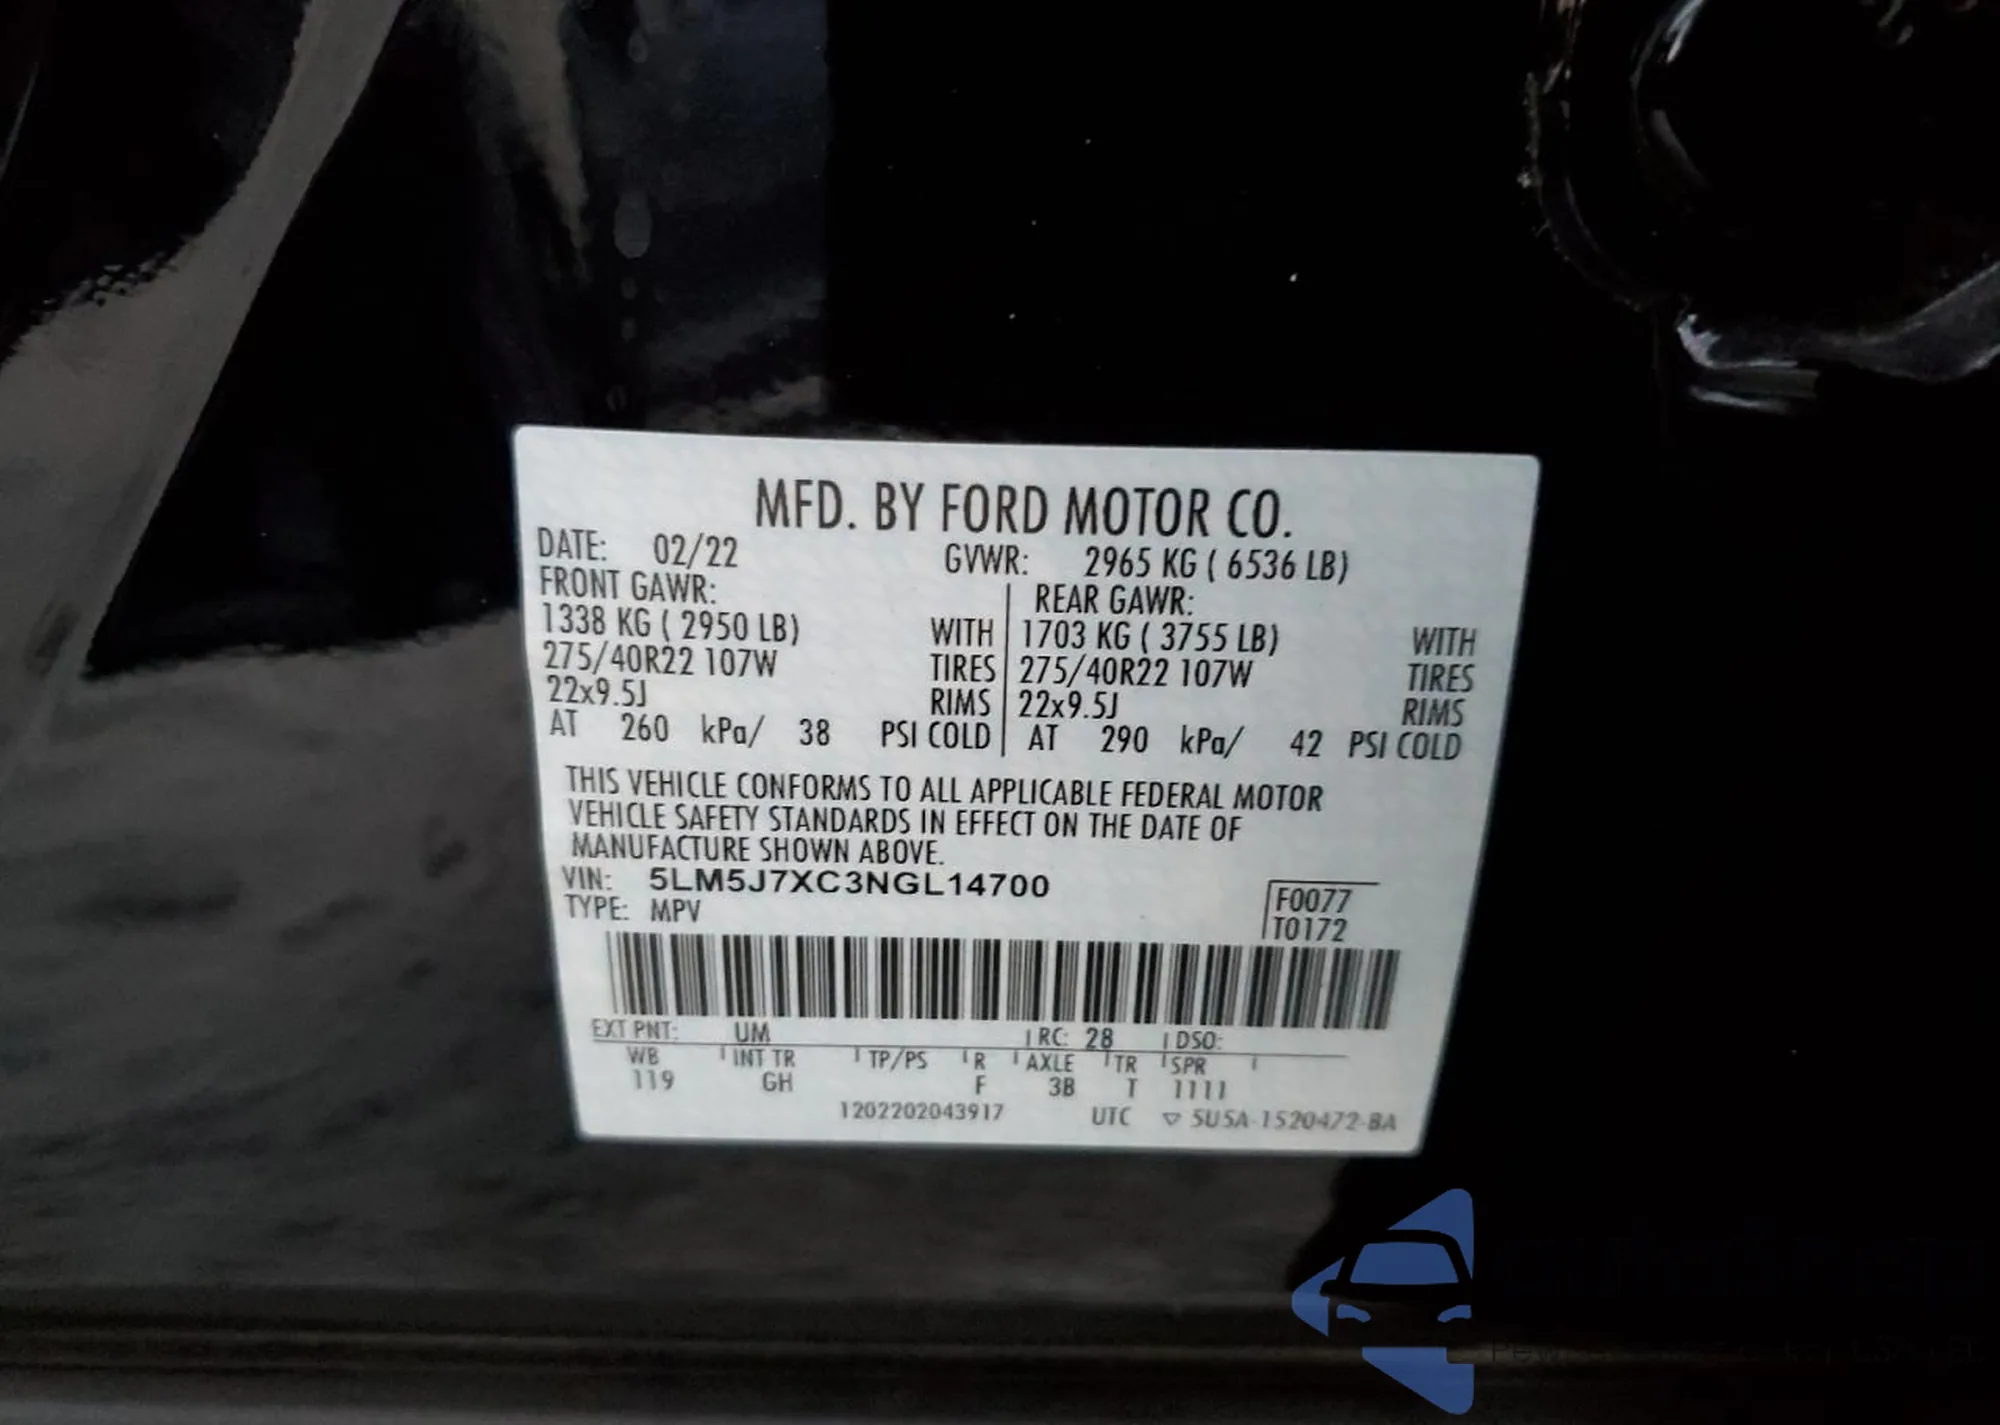 MFD. BY FORD MOTOR CO.
DATE: 02/22 GVWR: 2965 KG ( 6536 LB)
FRONT GAWR: REAR GAWR:
1338 KG ( 2950 LB) WITH 1703 KG ( 3755 LB) WITH
275/40R22 107W TIRES 275/40R22 107W TIRES
22x9.5J RIMS 22x9.5J RIMS
AT 260 kPa/ 38 PSI COLD AT 290 kPa/ 42 PSI COLD
THIS VEHICLE CONFORMS TO ALL APPLICABLE FEDERAL MOTOR
VEHICLE SAFETY STANDARDS IN EFFECT ON THE DATE OF
MANUFACTURE SHOWN ABOVE.
VIN: 5LM5J7XC3NGL14700
TYPE: MPV
F0077
T0172
EXT PNT: UM RC: 28 DSO:
WB INT TR TP/PS R AXLE TR SPR
119 GH F 3B T 1111
1202202043917 UTC ▽ 5U5A-1520472-BA